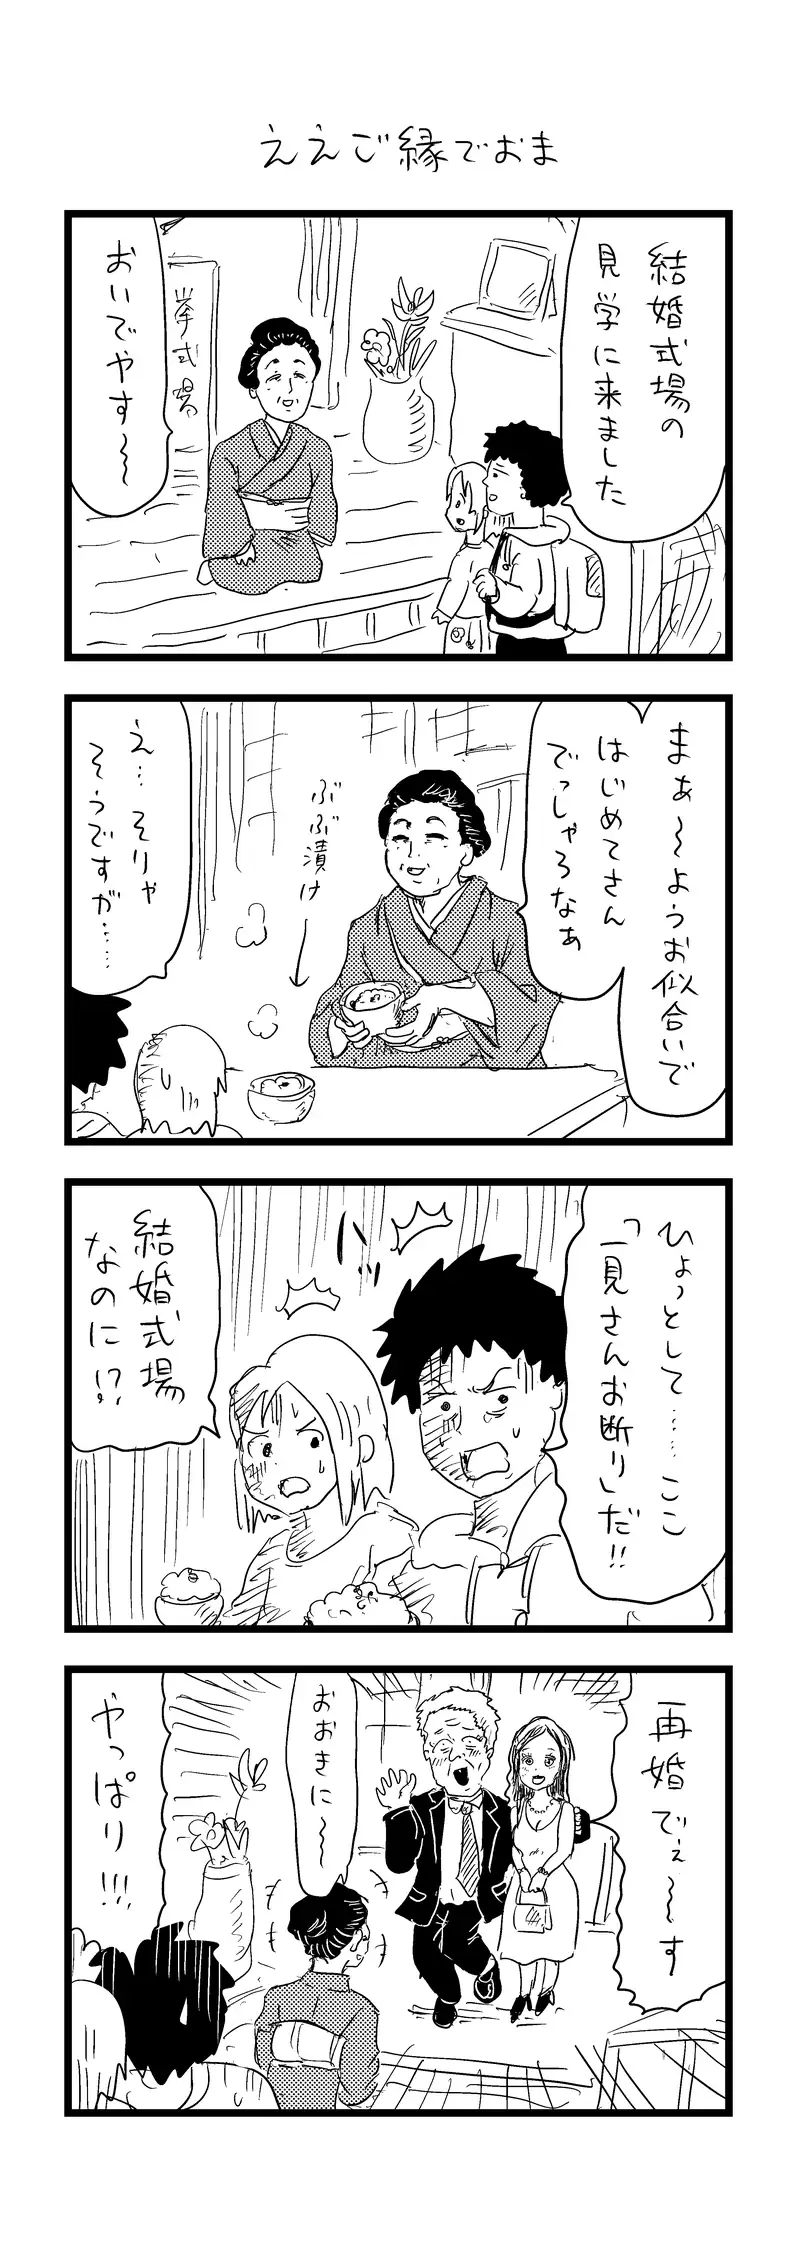 ええご縁でおま
結婚式場の
見学に来ました
挙式場
おいでやす〜
まぁ〜ようお似合いで
はじめてさん
でっしゃろなぁ
ぶぶ漬け
え…そりゃ
そうですが……
ひょっとして……ここ
「一見さんお断り」だ!!
ハッ
結婚式場
なのに!?
再婚でぇ〜〜す
おおきに〜
やっぱり!!!